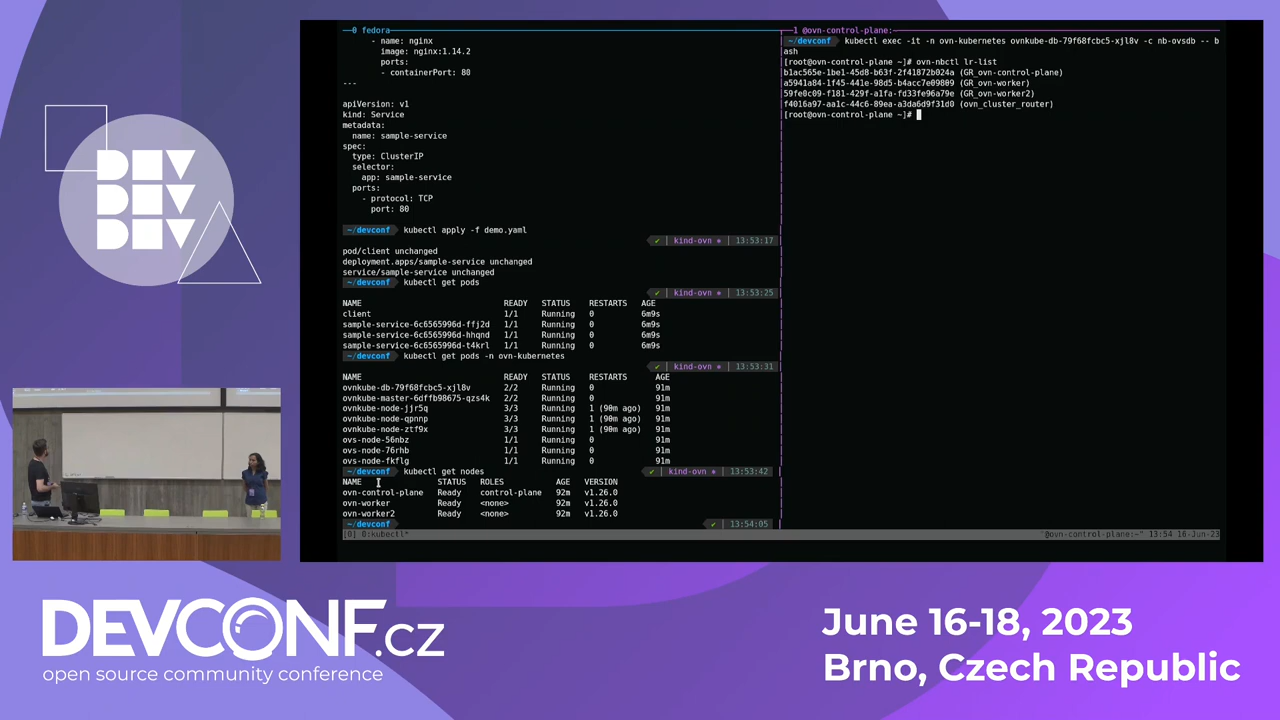 DEV
DEV
DEV
0 fedora
- name: nginx
image: nginx:1.14.2
ports:
- containerPort: 80
---
apiVersion: v1
kind: Service
metadata:
name: sample-service
spec:
type: ClusterIP
selector:
app: sample-service
ports:
- protocol: TCP
port: 80
~/devconf kubectl apply -f demo.yaml
✔ | kind-ovn ⎈ | 13:53:17
pod/client unchanged
deployment.apps/sample-service unchanged
service/sample-service unchanged
~/devconf kubectl get pods
✔ | kind-ovn ⎈ | 13:53:25
NAME READY STATUS RESTARTS AGE
client 1/1 Running 0 6m9s
sample-service-6c6565996d-ffj2d 1/1 Running 0 6m9s
sample-service-6c6565996d-hhqnd 1/1 Running 0 6m9s
sample-service-6c6565996d-t4krl 1/1 Running 0 6m9s
~/devconf kubectl get pods -n ovn-kubernetes
✔ | kind-ovn ⎈ | 13:53:31
NAME READY STATUS RESTARTS AGE
ovnkube-db-79f68fcbc5-xjl8v 2/2 Running 0 91m
ovnkube-master-6dffb98675-qzs4k 2/2 Running 0 91m
ovnkube-node-jjr5q 3/3 Running 1 (90m ago) 91m
ovnkube-node-qpnnp 3/3 Running 1 (90m ago) 91m
ovnkube-node-ztf9x 3/3 Running 1 (90m ago) 91m
ovs-node-56nbz 1/1 Running 0 91m
ovs-node-76rhb 1/1 Running 0 91m
ovs-node-fkflg 1/1 Running 0 91m
~/devconf kubectl get nodes ✔ | kind-ovn ⎈ | 13:53:42
NAME STATUS ROLES AGE VERSION
ovn-control-plane Ready control-plane 92m v1.26.0
ovn-worker Ready <none> 92m v1.26.0
ovn-worker2 Ready <none> 92m v1.26.0
~/devconf ✔ | 13:54:05
1 @ovn-control-plane:~
~/devconf kubectl exec -it -n ovn-kubernetes ovnkube-db-79f68fcbc5-xjl8v -c nb-ovsdb -- b
ash
[root@ovn-control-plane ~]# ovn-nbctl lr-list
b1ac565e-1be1-45d8-b63f-2f41872b024a (GR_ovn-control-plane)
a5941a84-1f45-441e-98d5-b4acc7e09809 (GR_ovn-worker)
59fe0c09-f181-429f-a1fa-fd33fe96a79e (GR_ovn-worker2)
f4016a97-aa1c-44c6-89ea-a3da6d9f31d0 (ovn_cluster_router)
[root@ovn-control-plane ~]#
[0] 0:kubectl* "@ovn-control-plane:~" 13:54 16-Jun-23
DEVCONF.cz
open source community conference
June 16-18, 2023
Brno, Czech Republic